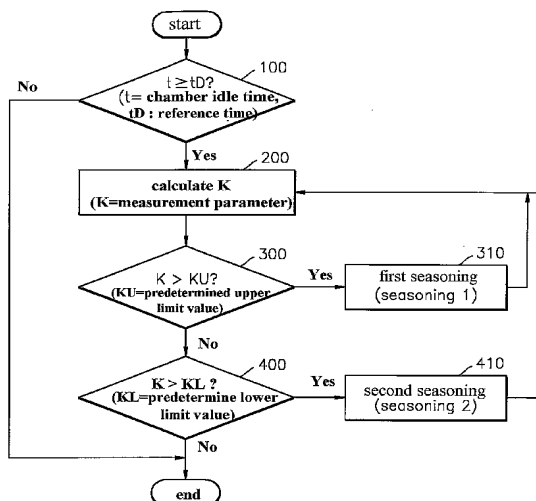 start
100
No
t ≥tD?
(t= chamber idle time,
tD : reference time)
Yes
200
calculate K
(K=measurement parameter)
300
310
K > KU?
(KU=predetermined upper
limit value)
Yes
first seasoning
(seasoning 1)
No
400
410
K > KL ?
(KL=predetermine lower
limit value)
Yes
second seasoning
(seasoning 2)
No
end